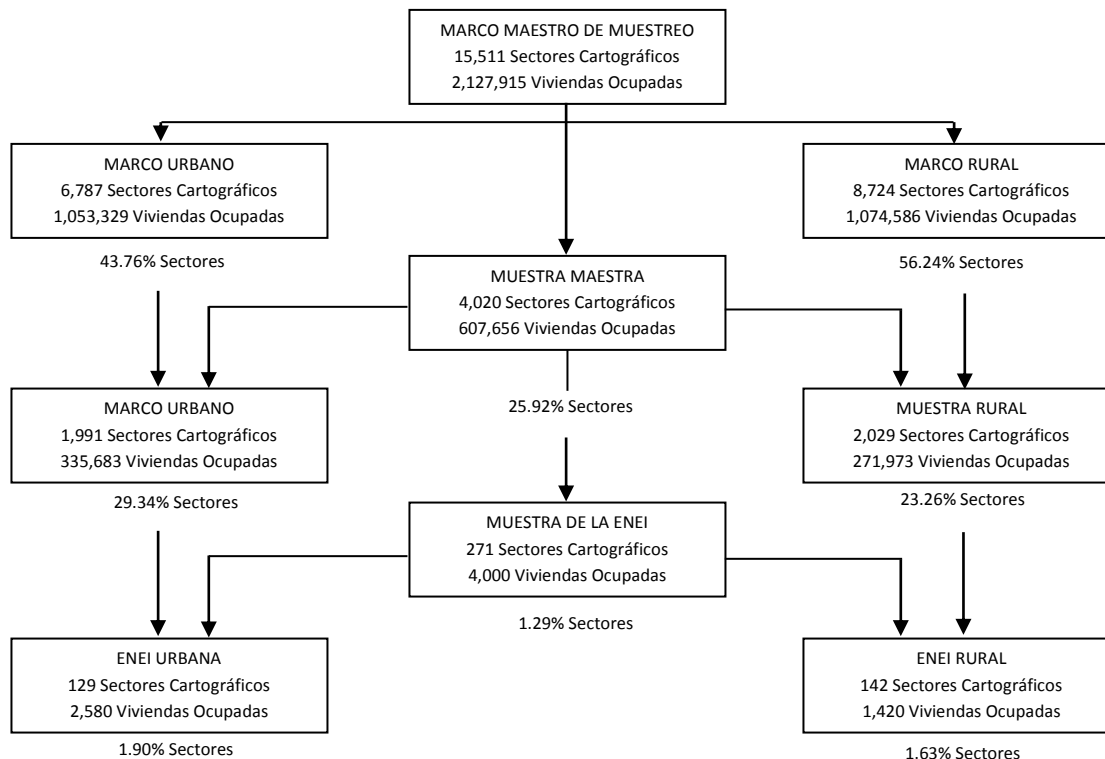 MARCO MAESTRO DE MUESTREO
15,511 Sectores Cartográficos
2,127,915 Viviendas Ocupadas
MARCO URBANO
6,787 Sectores Cartográficos
1,053,329 Viviendas Ocupadas
43.76% Sectores
MARCO RURAL
8,724 Sectores Cartográficos
1,074,586 Viviendas Ocupadas
56.24% Sectores
MUESTRA MAESTRA
4,020 Sectores Cartográficos
607,656 Viviendas Ocupadas
25.92% Sectores
MARCO URBANO
1,991 Sectores Cartográficos
335,683 Viviendas Ocupadas
29.34% Sectores
MUESTRA RURAL
2,029 Sectores Cartográficos
271,973 Viviendas Ocupadas
23.26% Sectores
MUESTRA DE LA ENEI
271 Sectores Cartográficos
4,000 Viviendas Ocupadas
1.29% Sectores
ENEI URBANA
129 Sectores Cartográficos
2,580 Viviendas Ocupadas
1.90% Sectores
ENEI RURAL
142 Sectores Cartográficos
1,420 Viviendas Ocupadas
1.63% Sectores